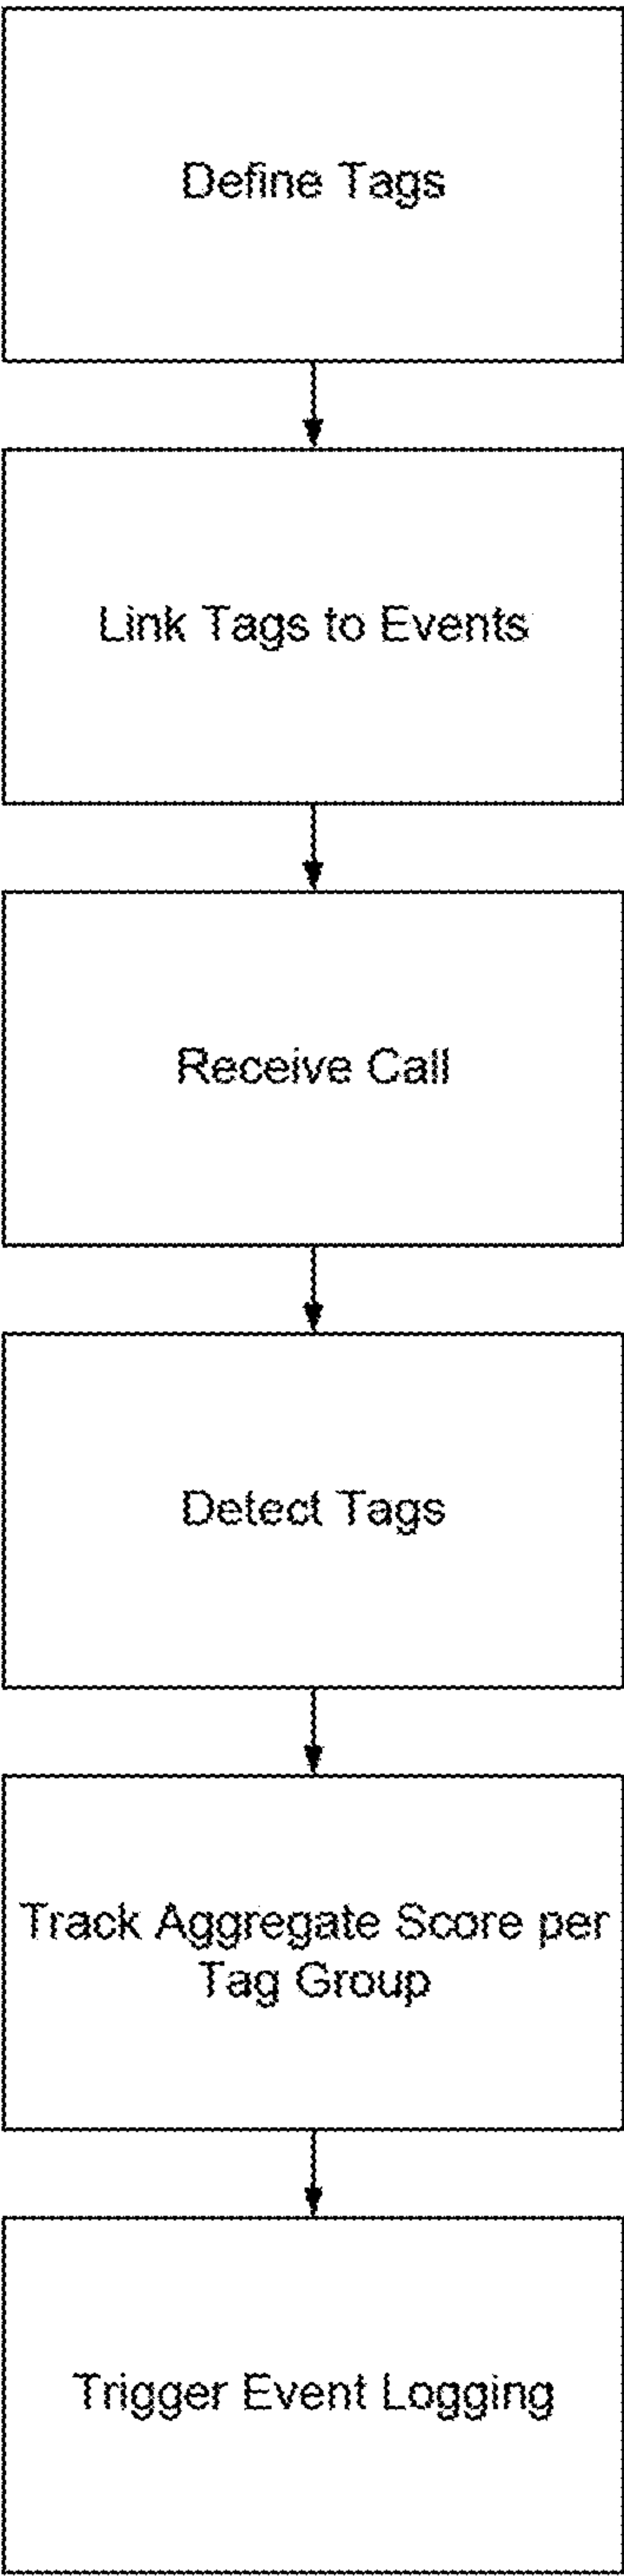 Define Tags
Link Tags to Events
Receive Call
Detect Tags
Track Aggregate Score per
Tag Group
Trigger Event Logging